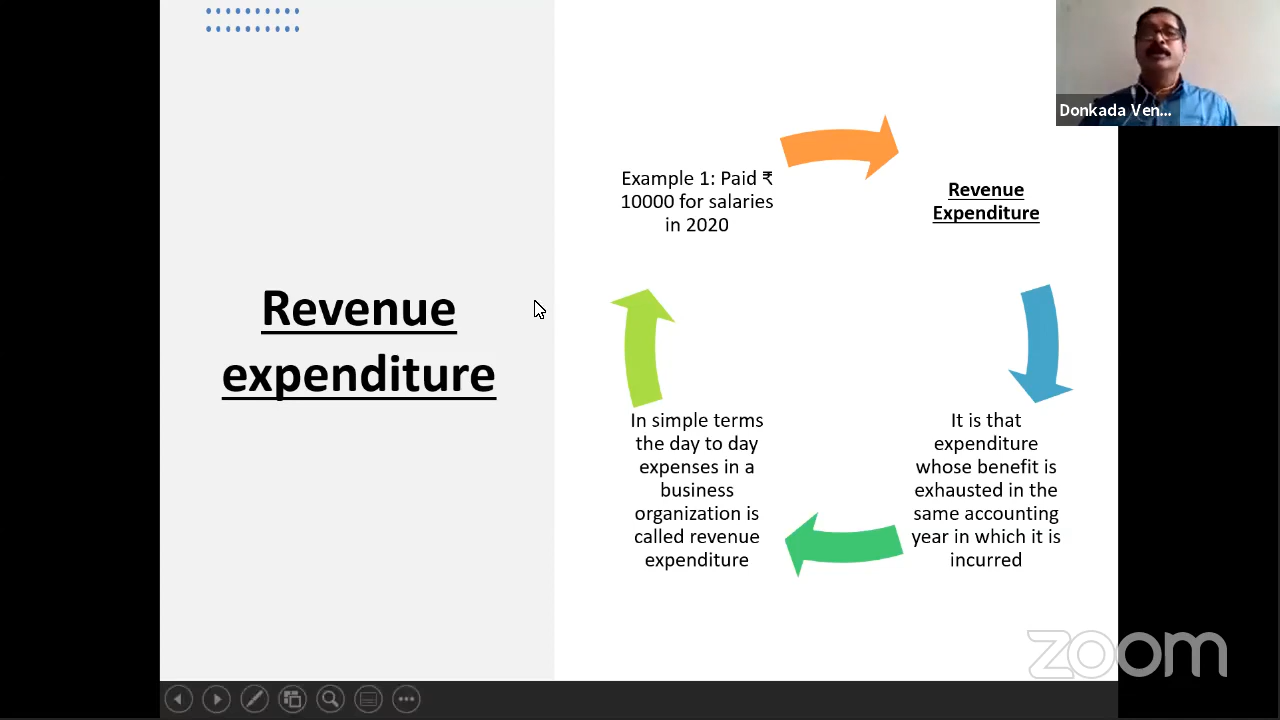 Revenue
expenditure
Example 1: Paid ₹
10000 for salaries
in 2020
Revenue
Expenditure
It is that
expenditure
whose benefit is
exhausted in the
same accounting
year in which it is
incurred
In simple terms
the day to day
expenses in a
business
organization is
called revenue
expenditure
Donkada Ven...
zoom